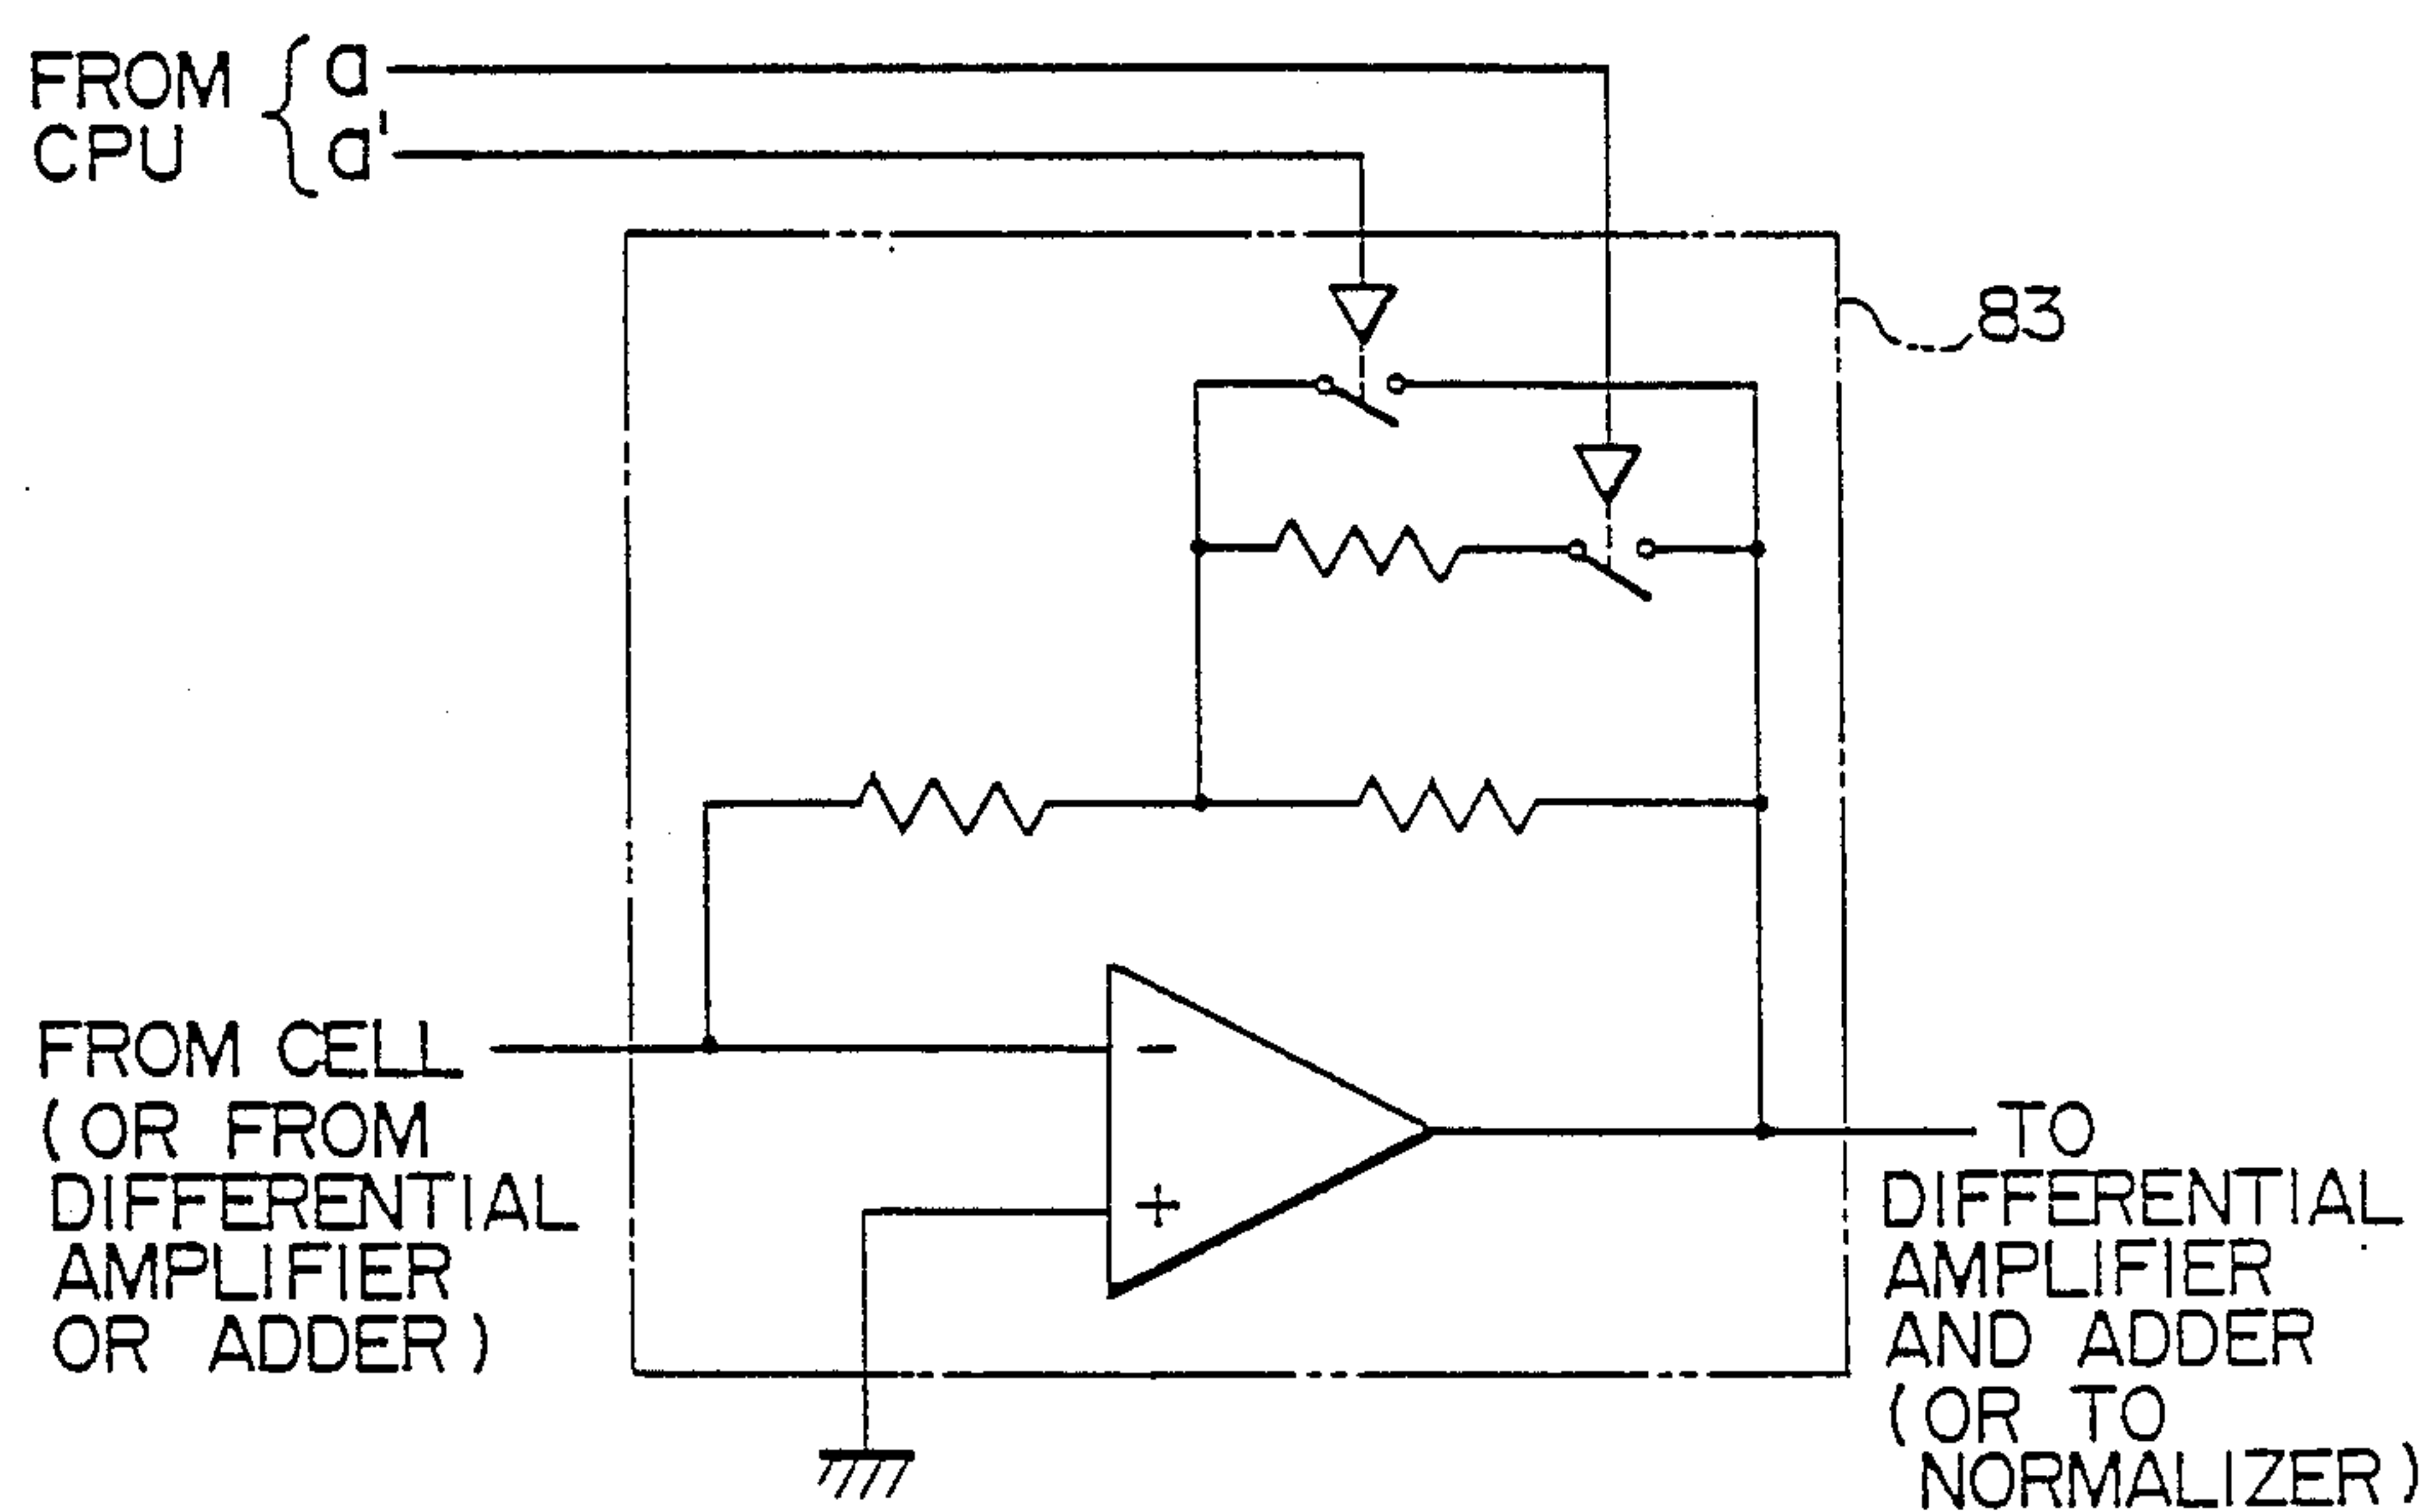 FROM
CPU
a
a'
83
FROM CELL
(OR FROM
DIFFERENTIAL
AMPLIFIER
OR ADDER)
-
+
TO
DIFFERENTIAL
AMPLIFIER
AND ADDER
(OR TO
NORMALIZER)